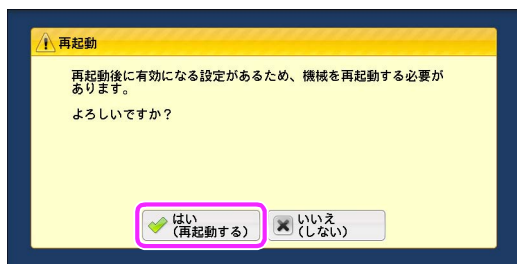 再起動
再起動後に有効になる設定があるため、機械を再起動する必要が
あります。
よろしいですか？
はい
（再起動する）
いいえ
（しない）